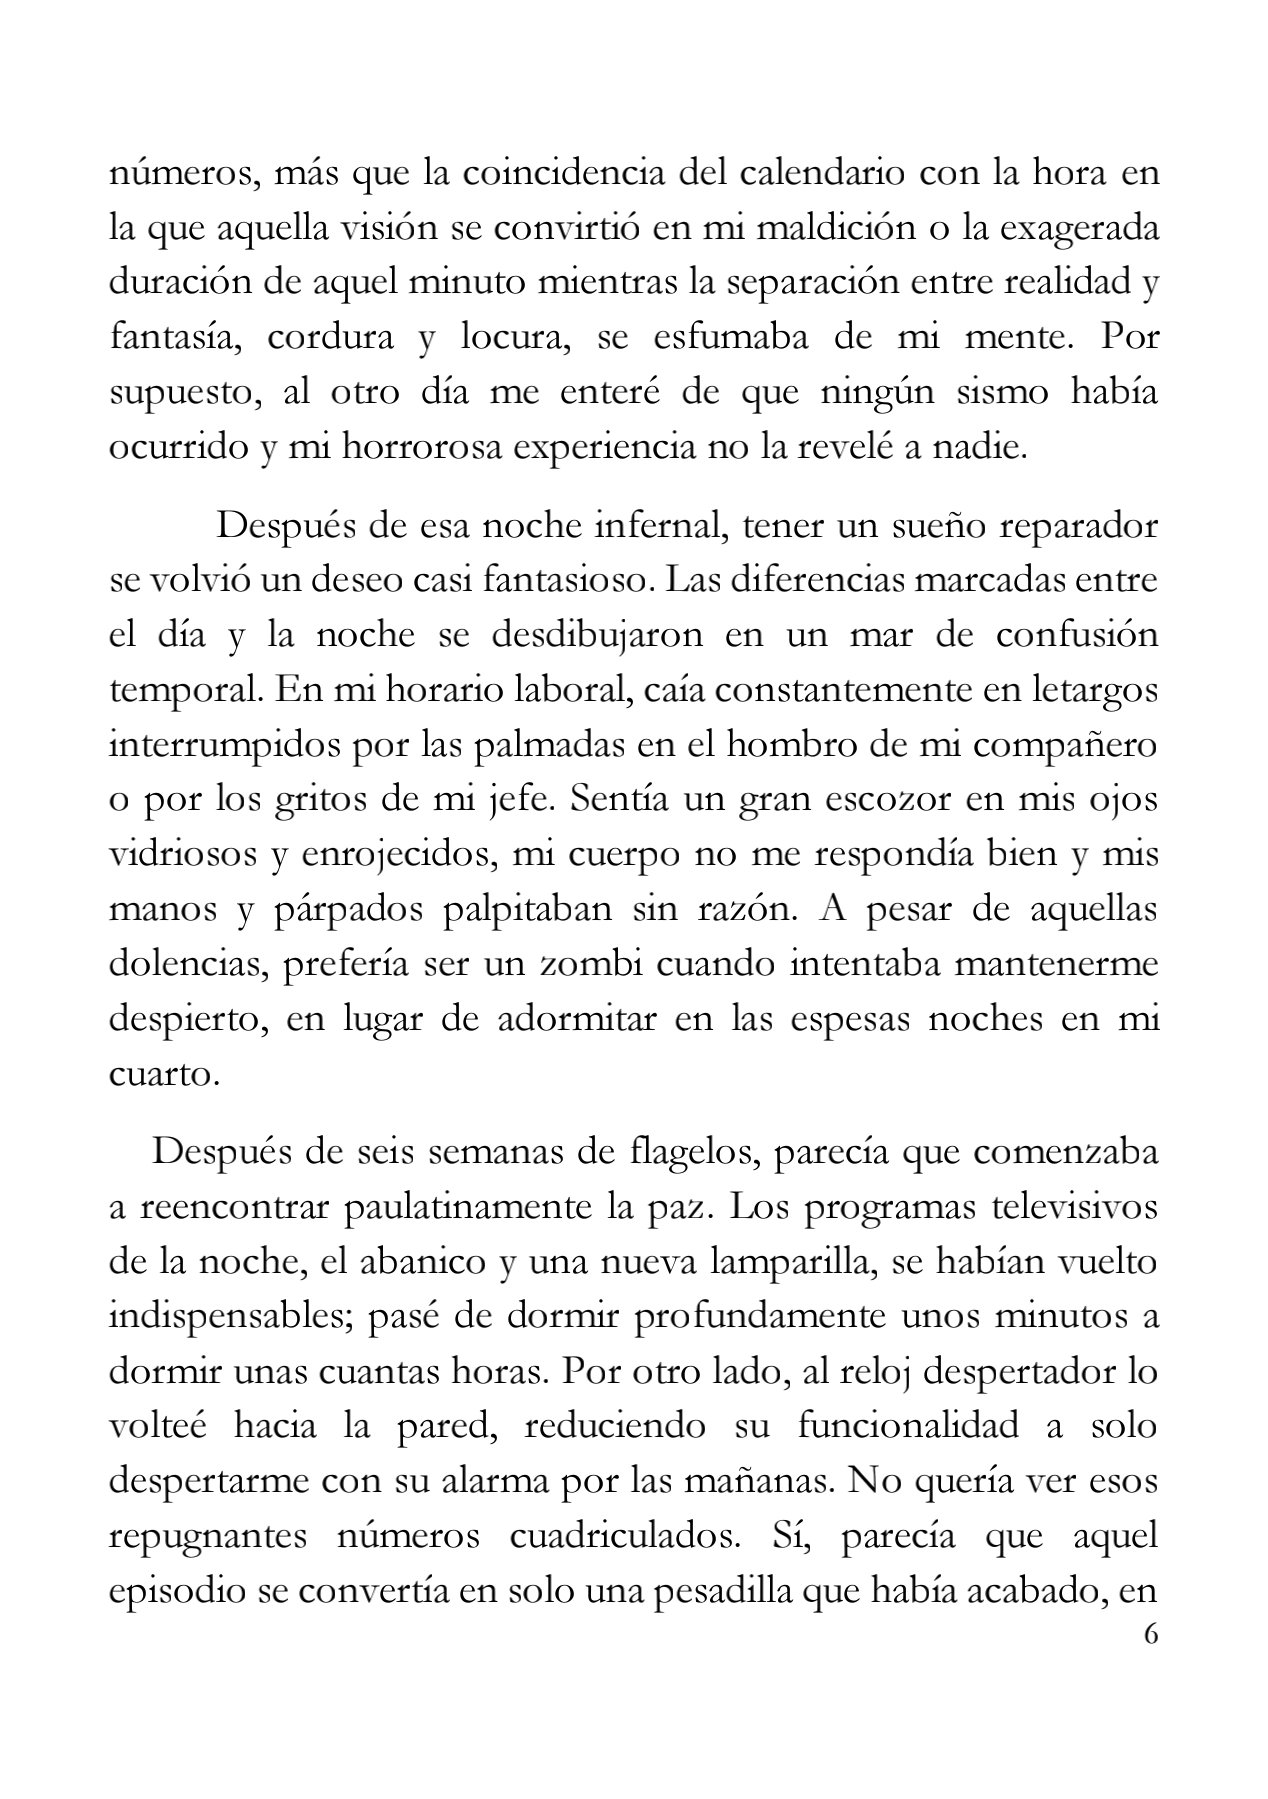 números, más que la coincidencia del calendario con la hora en
la que aquella visión se convirtió en mi maldición o la exagerada
duración de aquel minuto mientras la separación entre realidad y
fantasía, cordura y locura, se esfumaba de mi mente. Por
supuesto, al otro día me enteré de que ningún sismo había
ocurrido y mi horrorosa experiencia no la revelé a nadie.
Después de esa noche infernal, tener un sueño reparador
se volvió un deseo casi fantasioso. Las diferencias marcadas entre
el día y la noche se desdibujaron en un mar de confusión
temporal. En mi horario laboral, caía constantemente en letargos
interrumpidos por las palmadas en el hombro de mi compañero
o por los gritos de mi jefe. Sentía un gran escozor en mis ojos
vidriosos y enrojecidos, mi cuerpo no me respondía bien y mis
manos y párpados palpitaban sin razón. A pesar de aquellas
dolencias, prefería ser un zombi cuando intentaba mantenerme
despierto, en lugar de adormitar en las espesas noches en mi
cuarto.
Después de seis semanas de flagelos, parecía que comenzaba
a reencontrar paulatinamente la paz. Los programas televisivos
de la noche, el abanico y una nueva lamparilla, se habían vuelto
indispensables; pasé de dormir profundamente unos minutos a
dormir unas cuantas horas. Por otro lado, al reloj despertador lo
volteé hacia la pared, reduciendo su funcionalidad a solo
despertarme con su alarma por las mañanas. No quería ver esos
repugnantes números cuadriculados. Sí, parecía que aquel
episodio se convertía en solo una pesadilla que había acabado, en
6